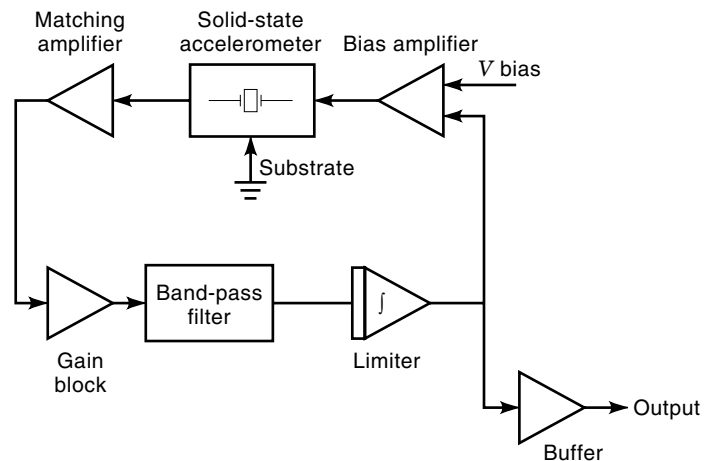 Matching
amplifier
Solid-state
accelerometer
Bias amplifier
V bias
Substrate
Band-pass
filter
∫
Gain
block
Limiter
Output
Buffer